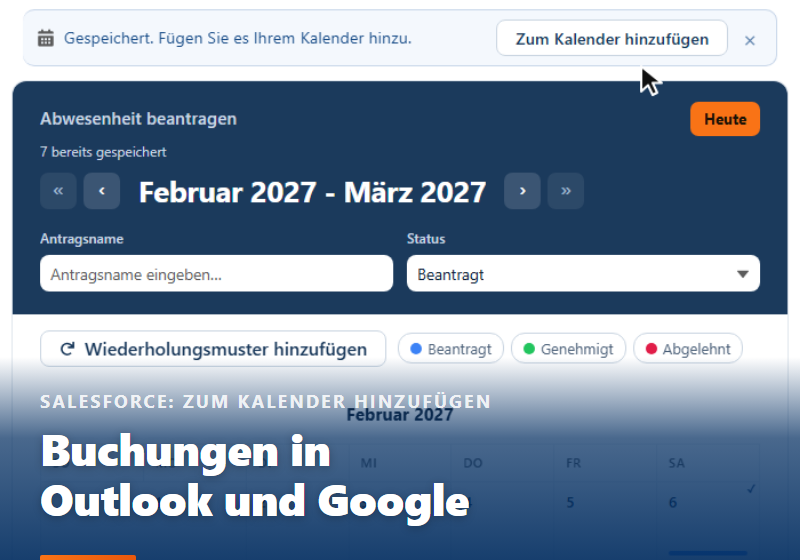 Gespeichert. Fügen Sie es Ihrem Kalender hinzu.
Zum Kalender hinzufügen
×
Abwesenheit beantragen
Heute
7 bereits gespeichert
« ‹ Februar 2027 - März 2027 › »
Antragsname
Status
Antragsname eingeben...
Beantragt
Wiederholungsmuster hinzufügen
Beantragt
Genehmigt
Abgelehnt
SALESFORCE: ZUM KALENDER HINZUFÜGEN
Februar 2027
Buchungen in
Outlook und Google
MI DO FR SA
5 6 ✓